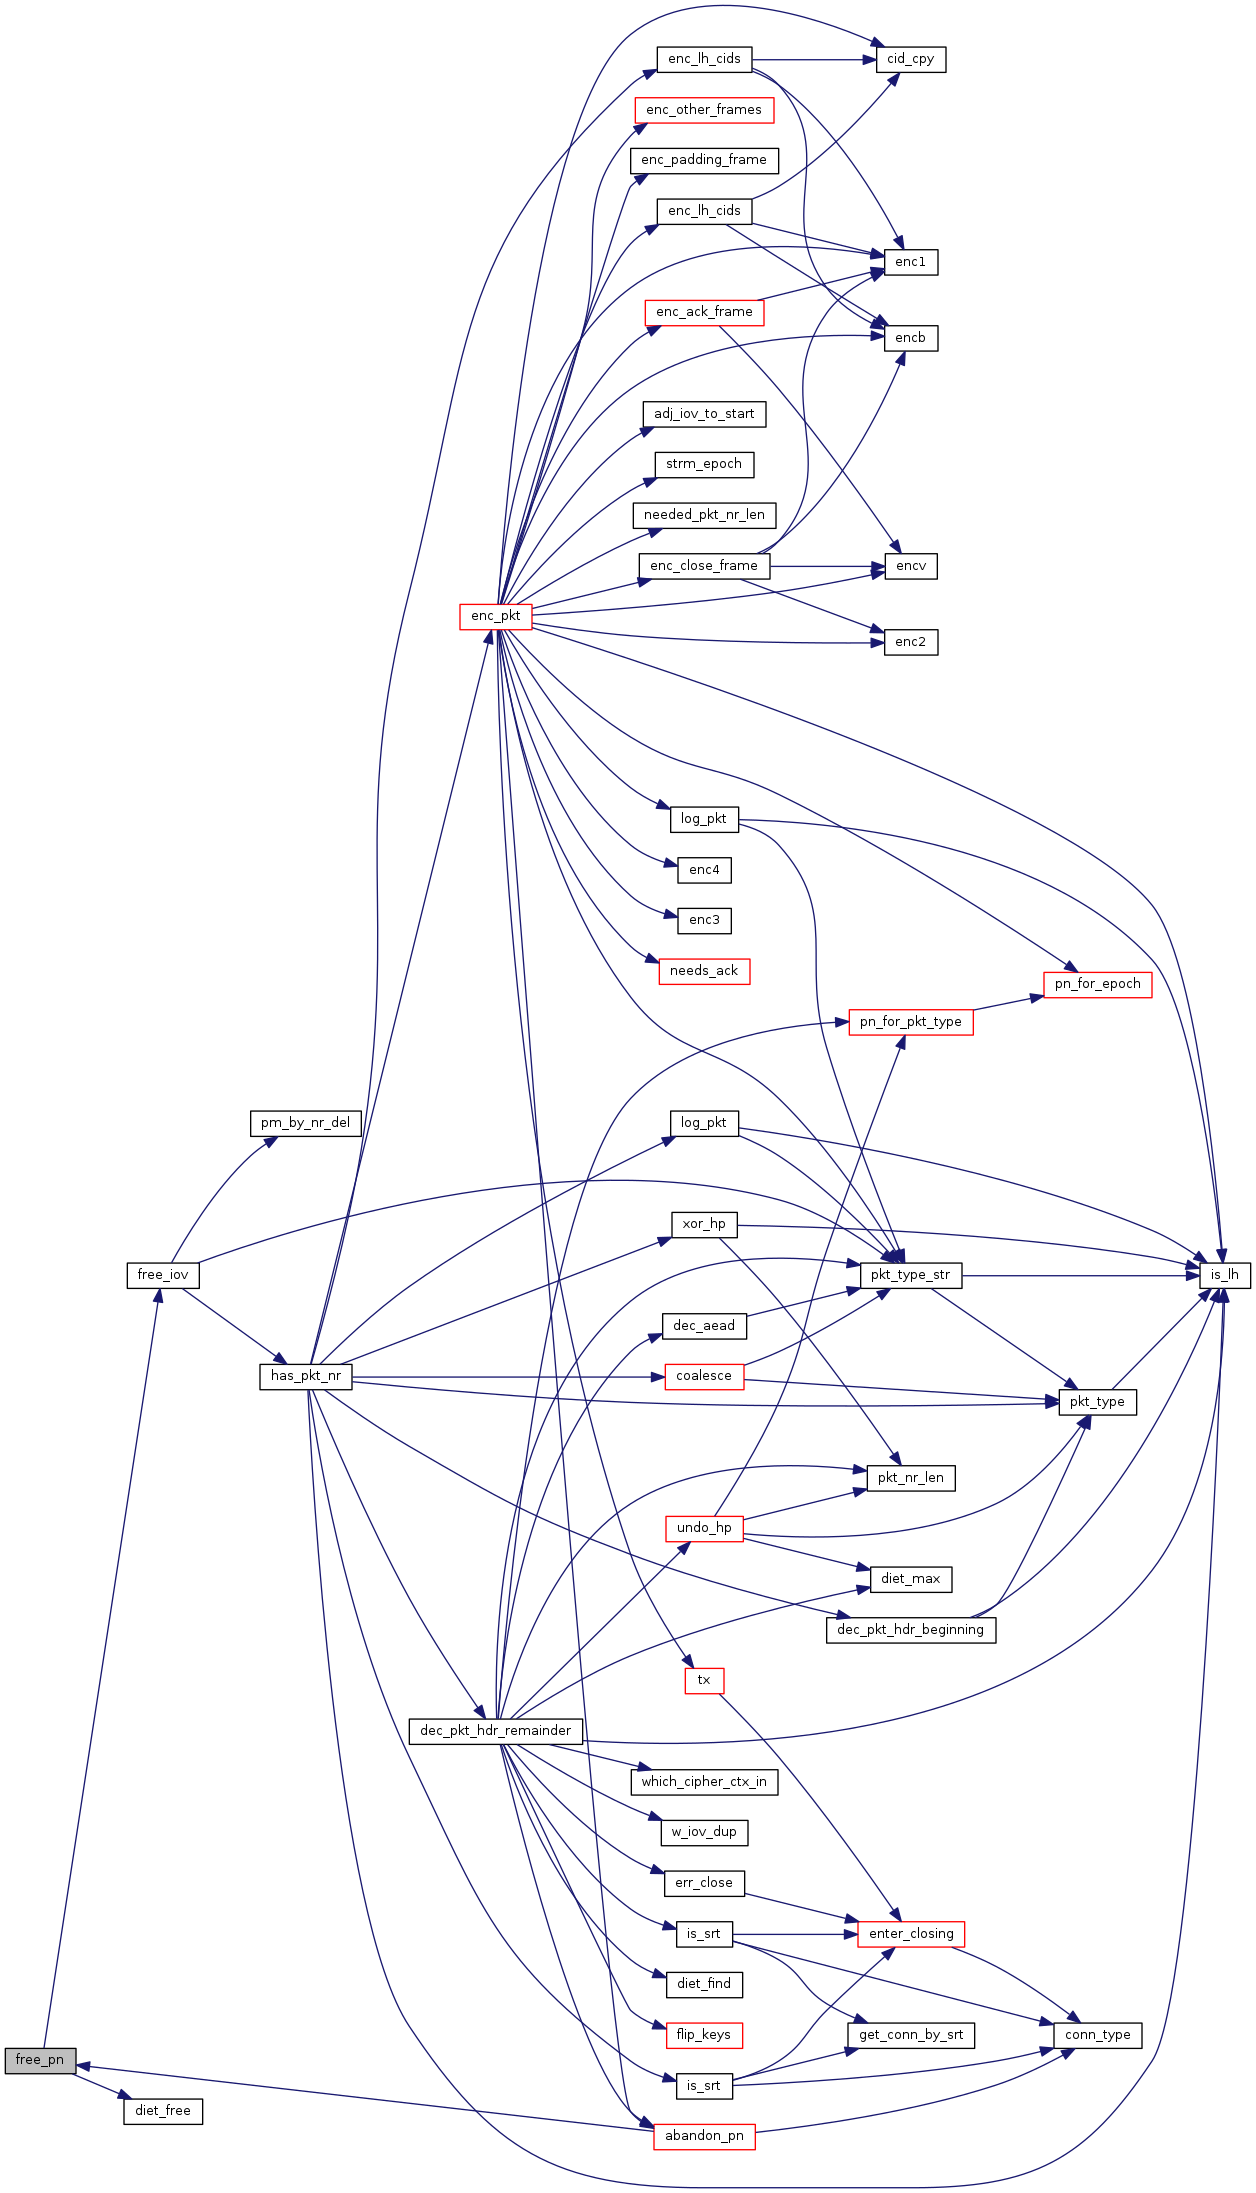 enc_lh_cids
cid_cpy
enc_other_frames
enc_padding_frame
enc_lh_cids
enc1
enc_ack_frame
encb
adj_iov_to_start
strm_epoch
needed_pkt_nr_len
enc_close_frame
encv
enc_pkt
enc2
log_pkt
enc4
enc3
needs_ack
pn_for_epoch
pn_for_pkt_type
pm_by_nr_del
log_pkt
xor_hp
free_iov
pkt_type_str
is_lh
dec_aead
has_pkt_nr
coalesce
pkt_type
pkt_nr_len
undo_hp
diet_max
dec_pkt_hdr_beginning
tx
dec_pkt_hdr_remainder
which_cipher_ctx_in
w_iov_dup
err_close
is_srt
enter_closing
diet_find
flip_keys
get_conn_by_srt
conn_type
free_pn
is_srt
diet_free
abandon_pn